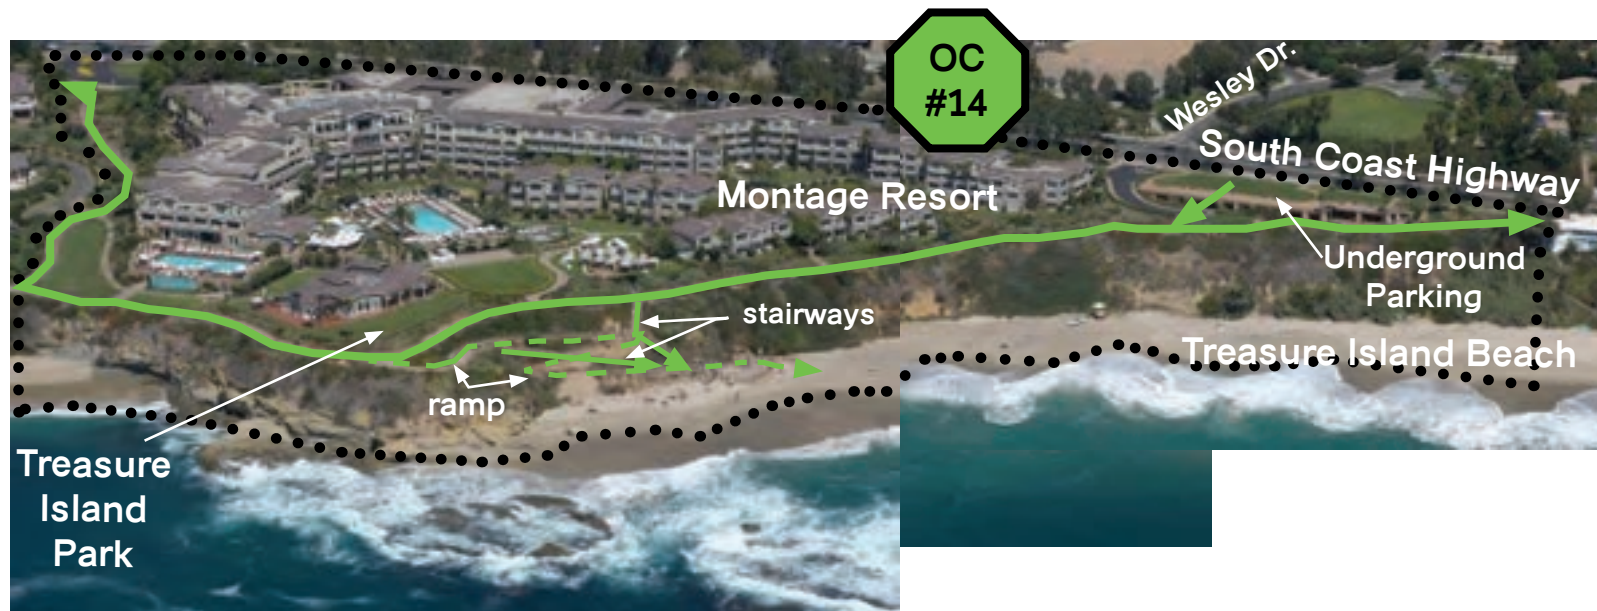 OC
#14
Wesley Dr.
South Coast Highway
Montage Resort
Underground
Parking
stairways
Treasure Island Beach
ramp
Treasure
Island
Park